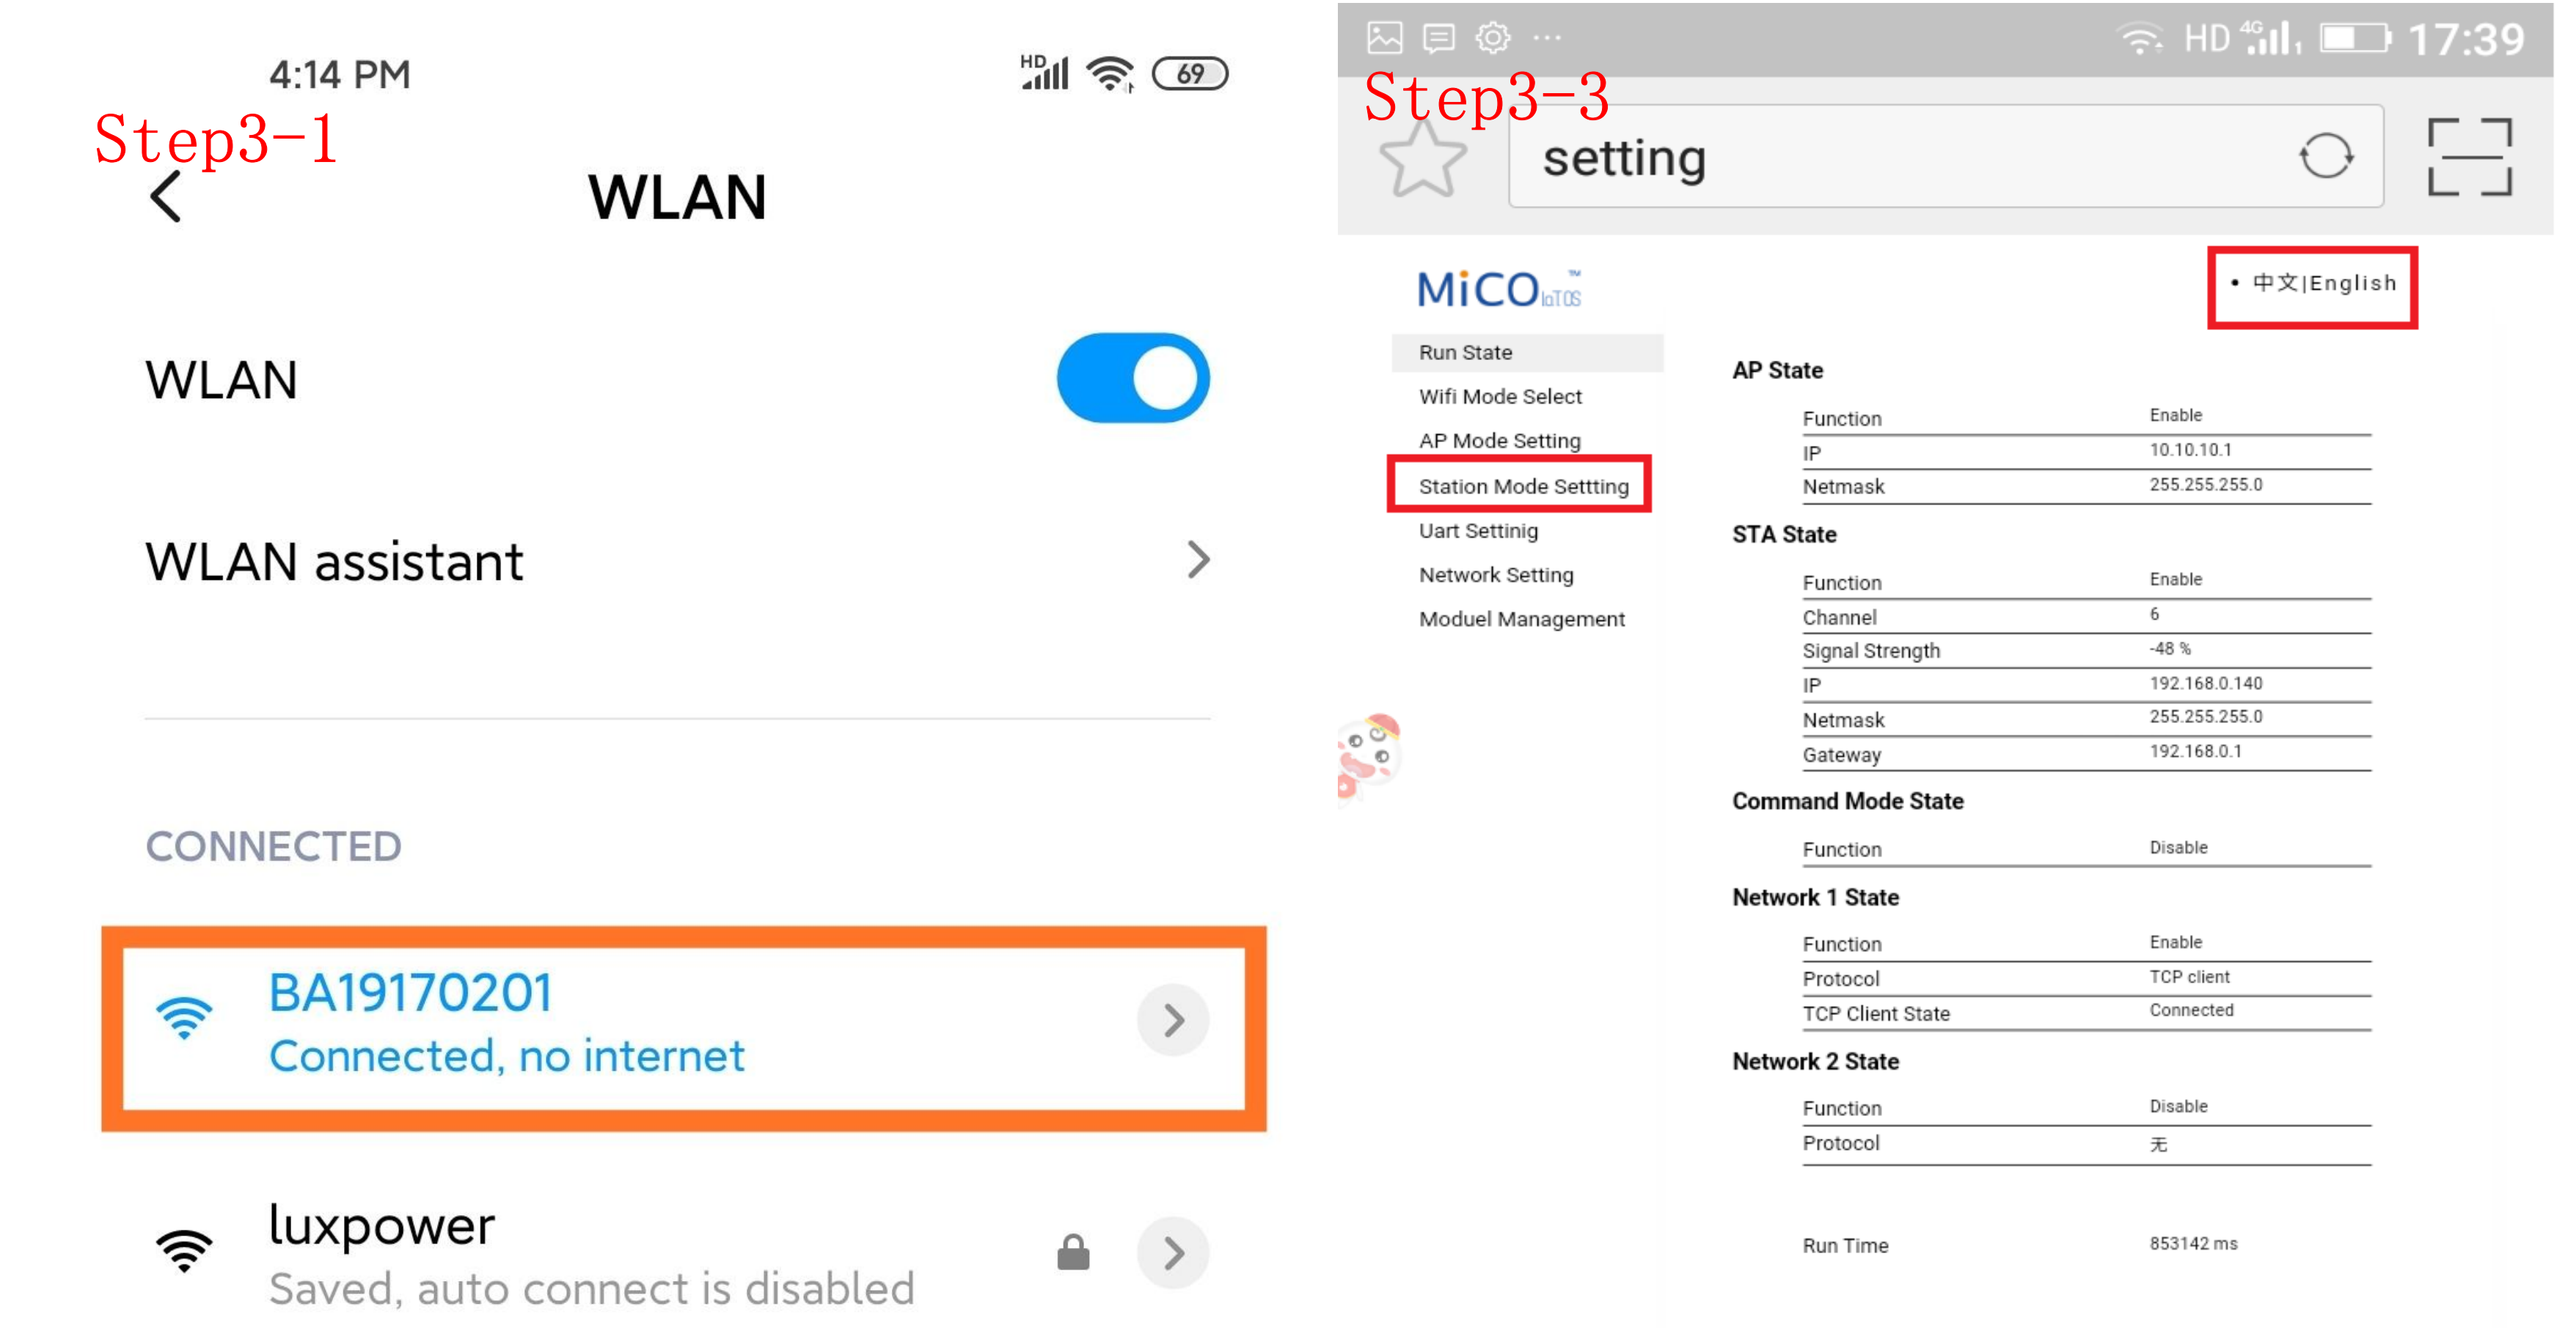 4:14 PM
HD
69
Step3-1
WLAN
WLAN
WLAN assistant
CONNECTED
BA19170201
Connected, no internet
luxpower
Saved, auto connect is disabled
HD 4G 1 17:39
Step3-3
setting
MiCO TM
IoTOS
• 中文|English
Run State
Wifi Mode Select
AP Mode Setting
Station Mode Settting
Uart Settinig
Network Setting
Moduel Management
AP State
Function Enable
IP 10.10.10.1
Netmask 255.255.255.0
STA State
Function Enable
Channel 6
Signal Strength -48 %
IP 192.168.0.140
Netmask 255.255.255.0
Gateway 192.168.0.1
Command Mode State
Function Disable
Network 1 State
Function Enable
Protocol TCP client
TCP Client State Connected
Network 2 State
Function Disable
Protocol 无
Run Time 853142 ms